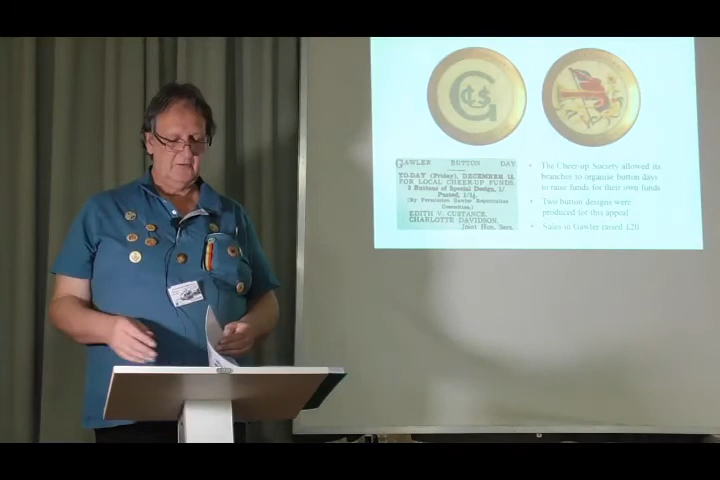 GAWLER BUTTON DAY.
TO-DAY (Friday), DECEMBER 14,
FOR LOCAL CHEER-UP FUNDS.
2 Buttons of Special Design, 1/
Posted, 1/1½.
(By Permission Gawler Repatriation
Committee.)
EDITH V. CUSTANCE,
CHARLOTTE DAVIDSON,
Joint Hon. Secs.
• The Cheer-up Society allowed its
branches to organise button days
to raise funds for their own funds
• Two button designs were
produced for this appeal
• Sales in Gawler raised £20